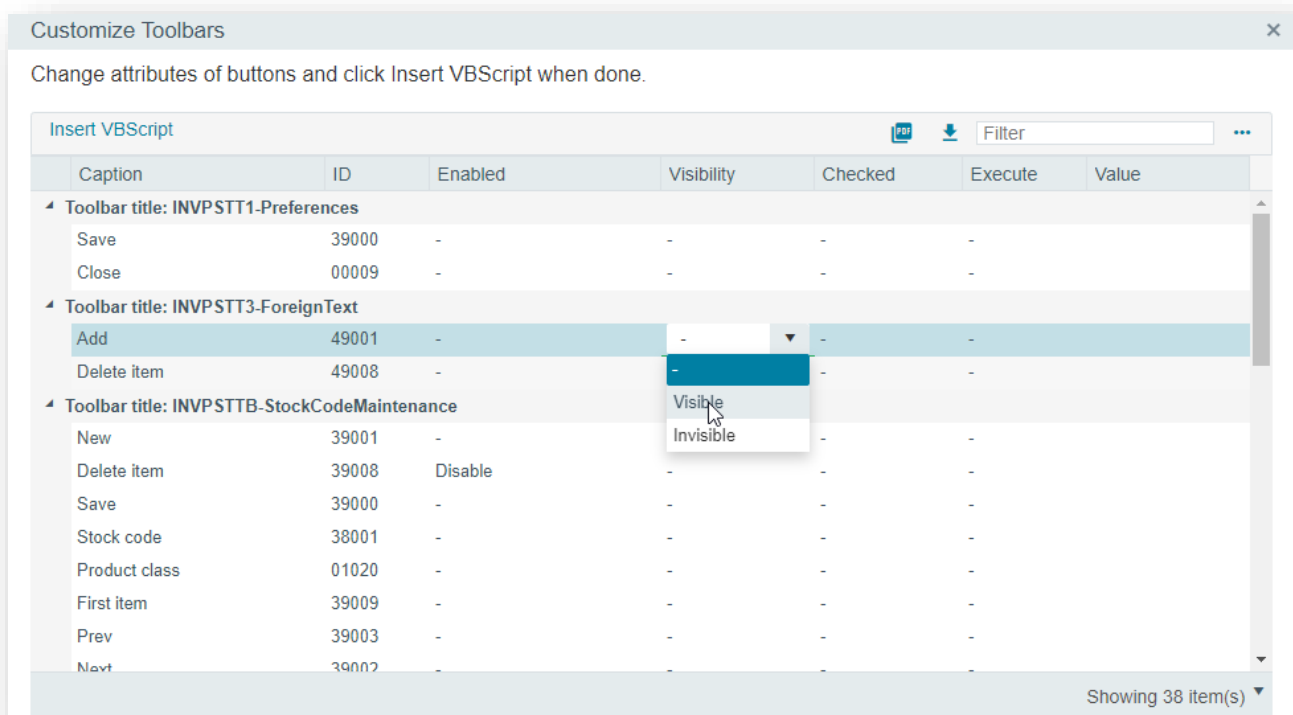 Customize Toolbars
Change attributes of buttons and click Insert VBScript when done.
Insert VBScript PDF Filter
Caption ID Enabled Visibility Checked Execute Value
Toolbar title: INVPSTT1-Preferences
Save 39000 - - - -
Close 00009 - - - -
Toolbar title: INVPSTT3-ForeignText
Add 49001 - - - -
Delete item 49008 - - - -
Visible
Toolbar title: INVPSTTB-StockCodeMaintenance
Invisible
New 39001 - - -
Delete item 39008 Disable - - -
Save 39000 - - - -
Stock code 38001 - - - -
Product class 01020 - - - -
First item 39009 - - - -
Prev 39003 - - - -
Next 39002 - - - -
Showing 38 item(s)